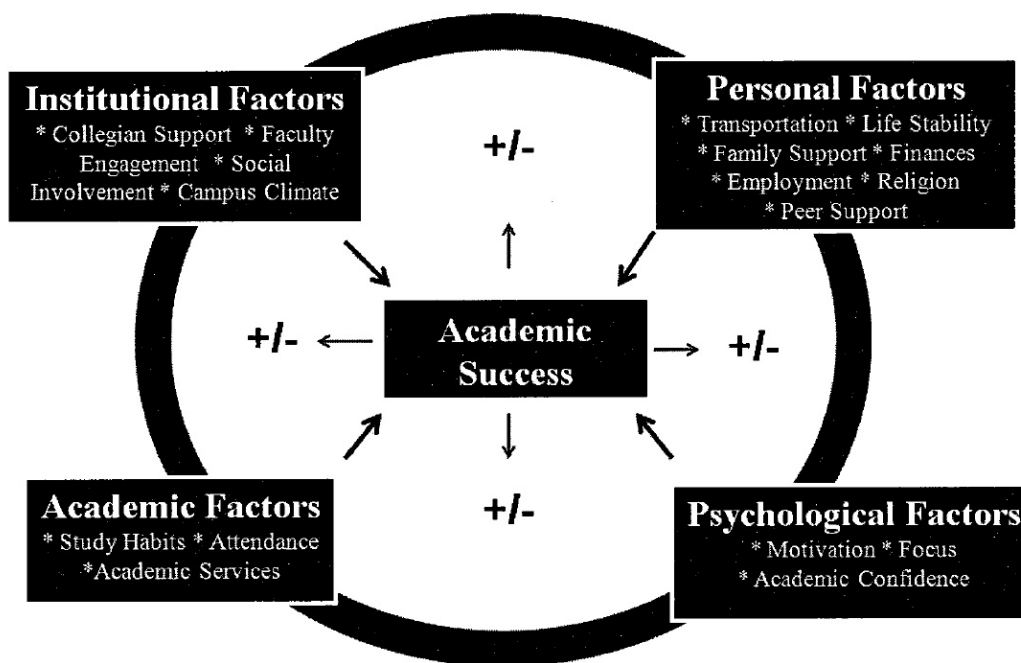 Institutional Factors
* Collegian Support * Faculty
Engagement * Social
Involvement * Campus Climate
Personal Factors
* Transportation * Life Stability
* Family Support * Finances
* Employment * Religion
* Peer Support
+/-
+/-
Academic
Success
+/-
+/-
Academic Factors
* Study Habits * Attendance
*Academic Services
Psychological Factors
* Motivation * Focus
* Academic Confidence